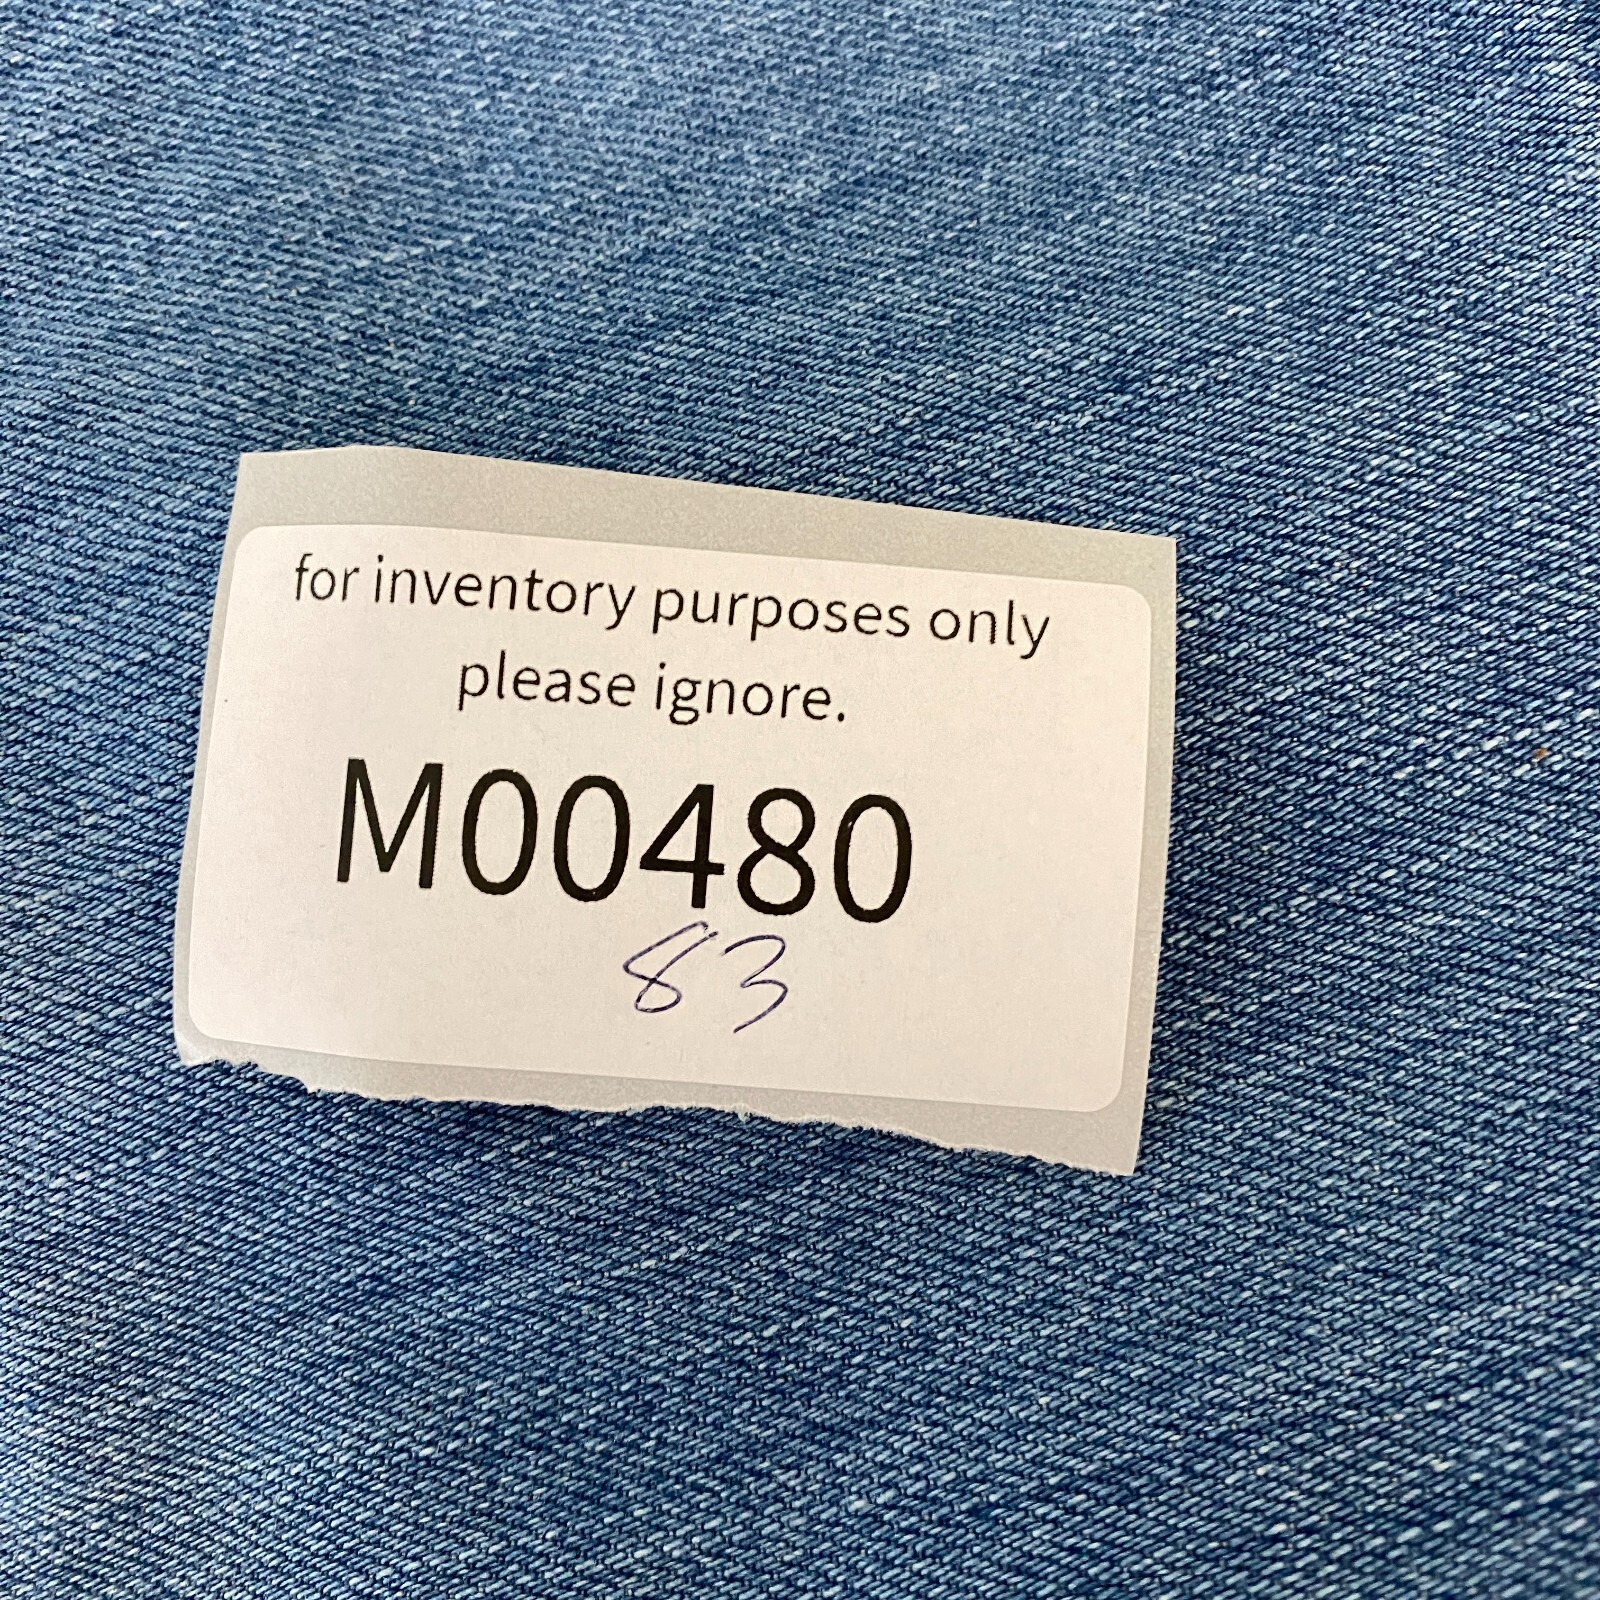 for inventory purposes only
please ignore.
M00480
83